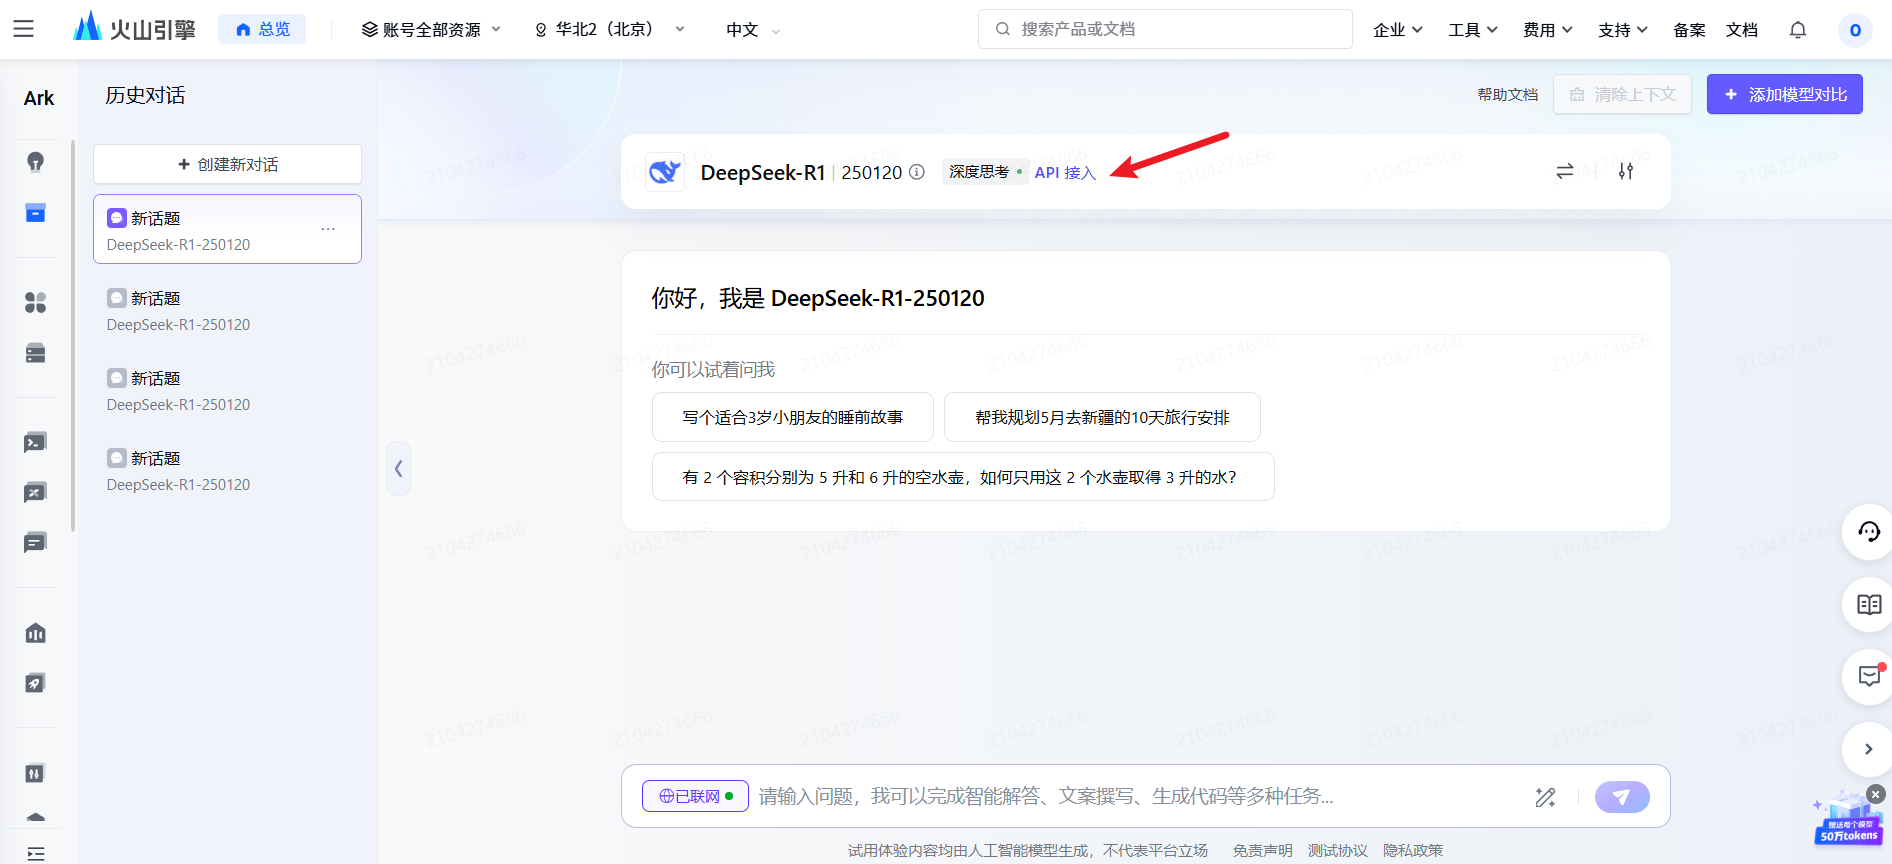 火山引擎
总览
账号全部资源
华北2（北京）
中文
搜索产品或文档
企业
工具
费用
支持
备案
文档
O
Ark
历史对话
创建新对话
新话题
DeepSeek-R1-250120
新话题
DeepSeek-R1-250120
新话题
DeepSeek-R1-250120
新话题
DeepSeek-R1-250120
帮助文档
清除上下文
添加模型对比
DeepSeek-R1
250120
深度思考
API 接入
你好，我是 DeepSeek-R1-250120
你可以试着问我
写个适合3岁小朋友的睡前故事
帮我规划5月去新疆的10天旅行安排
有 2 个容积分别为 5 升和 6 升的空水壶，如何只用这 2 个水壶取得 3 升的水？
已联网
请输入问题，我可以完成智能解答、文案撰写、生成代码等多种任务...
试用体验内容均由人工智能模型生成，不代表平台立场
免责声明
测试协议
隐私政策
赠送每个模型
50万tokens
2104274666